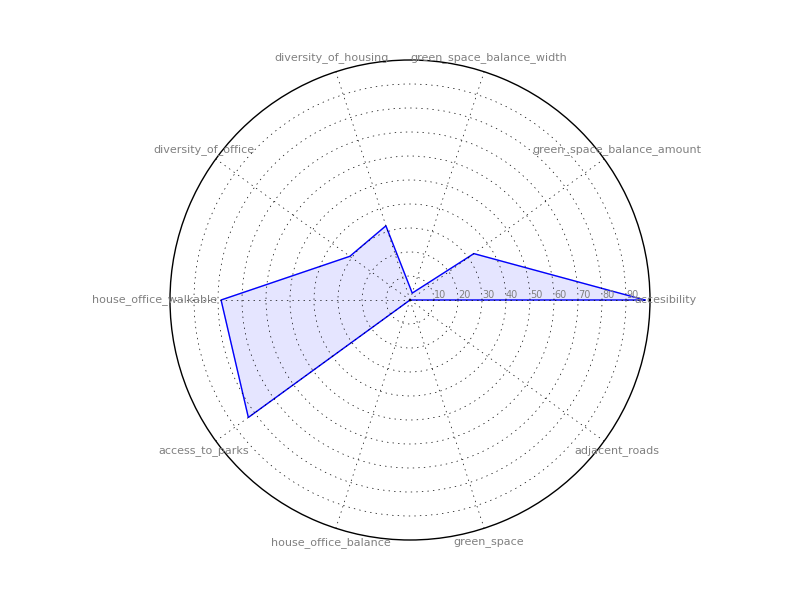 diversity_of_housing
green_space_balance_width
diversity_of_office
green_space_balance_amount
house_office_walkable
10 20 30 40 50 60 70 80 90
accesibility
access_to_parks
adjacent_roads
house_office_balance
green_space